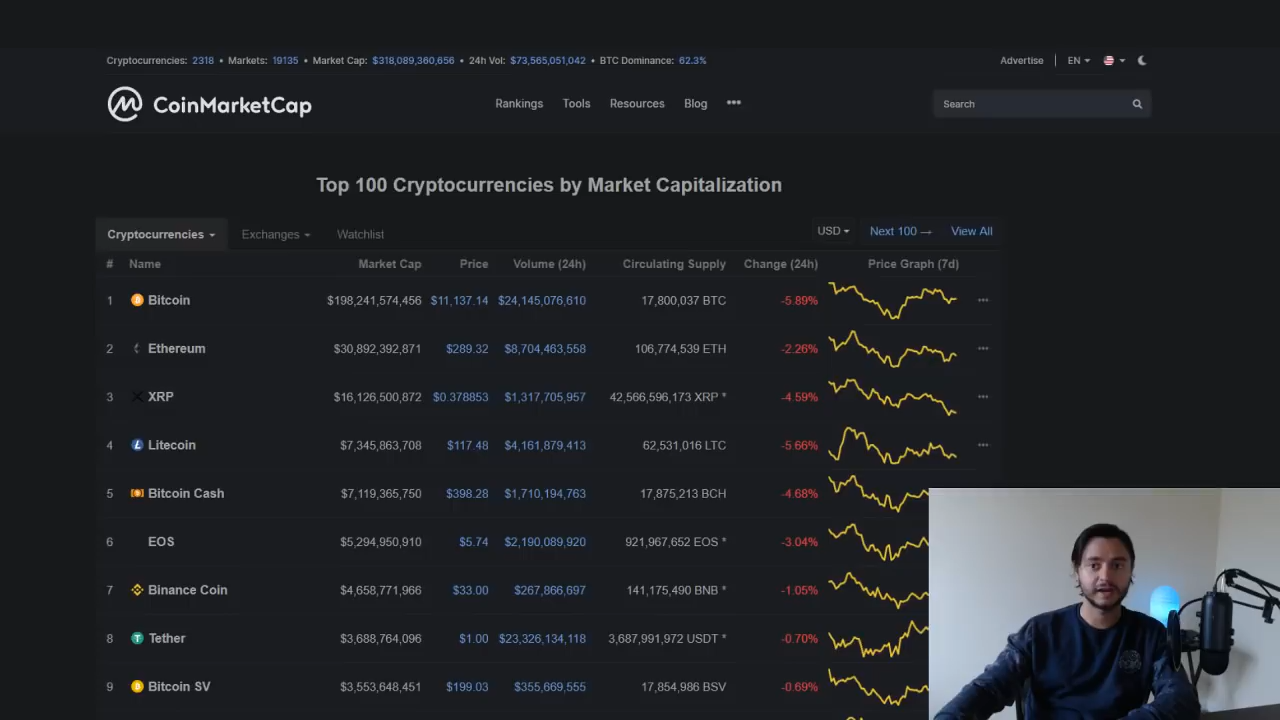 Cryptocurrencies: 2318 • Markets: 19135 • Market Cap: $318,089,360,656 • 24h Vol: $73,565,051,042 • BTC Dominance: 62.3% Advertise EN
CoinMarketCap Rankings Tools Resources Blog ••• Search
Top 100 Cryptocurrencies by Market Capitalization
Cryptocurrencies Exchanges Watchlist USD Next 100 → View All
# Name Market Cap Price Volume (24h) Circulating Supply Change (24h) Price Graph (7d)
1 Bitcoin $198,241,574,456 $11,137.14 $24,145,076,610 17,800,037 BTC -5.89% •••
2 Ethereum $30,892,392,871 $289.32 $8,704,463,558 106,774,539 ETH -2.26% •••
3 XRP $16,126,500,872 $0.378853 $1,317,705,957 42,566,596,173 XRP * -4.59% •••
4 Litecoin $7,345,863,708 $117.48 $4,161,879,413 62,531,016 LTC -5.66% •••
5 Bitcoin Cash $7,119,365,750 $398.28 $1,710,194,763 17,875,213 BCH -4.68%
6 EOS $5,294,950,910 $5.74 $2,190,089,920 921,967,652 EOS * -3.04%
7 Binance Coin $4,658,771,966 $33.00 $267,866,697 141,175,490 BNB * -1.05%
8 Tether $3,688,764,096 $1.00 $23,326,134,118 3,687,991,972 USDT * -0.70%
9 Bitcoin SV $3,553,648,451 $199.03 $355,669,555 17,854,986 BSV -0.69%